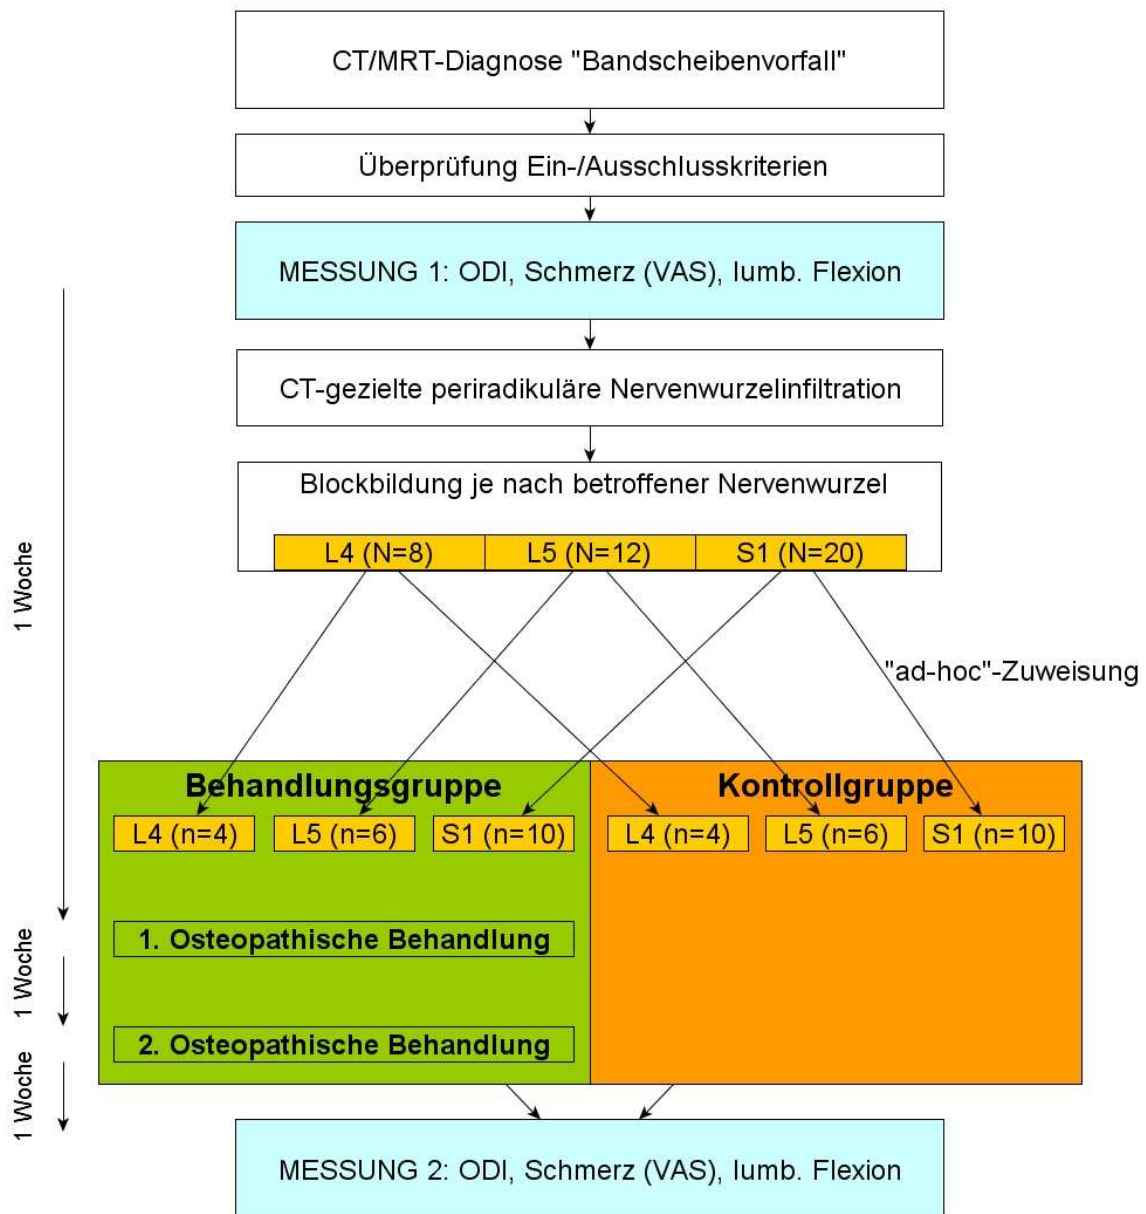 CT/MRT-Diagnose "Bandscheibenvorfall"
Überprüfung Ein-/Ausschlusskriterien
MESSUNG 1: ODI, Schmerz (VAS), lumb. Flexion
CT-gezielte periradikuläre Nervenwurzelinfiltration
Blockbildung je nach betroffener Nervenwurzel
L4 (N=8) L5 (N=12) S1 (N=20)
1 Woche
"ad-hoc"-Zuweisung
Behandlungsgruppe Kontrollgruppe
L4 (n=4) L5 (n=6) S1 (n=10) L4 (n=4) L5 (n=6) S1 (n=10)
1. Osteopathische Behandlung
1 Woche
2. Osteopathische Behandlung
1 Woche
MESSUNG 2: ODI, Schmerz (VAS), lumb. Flexion